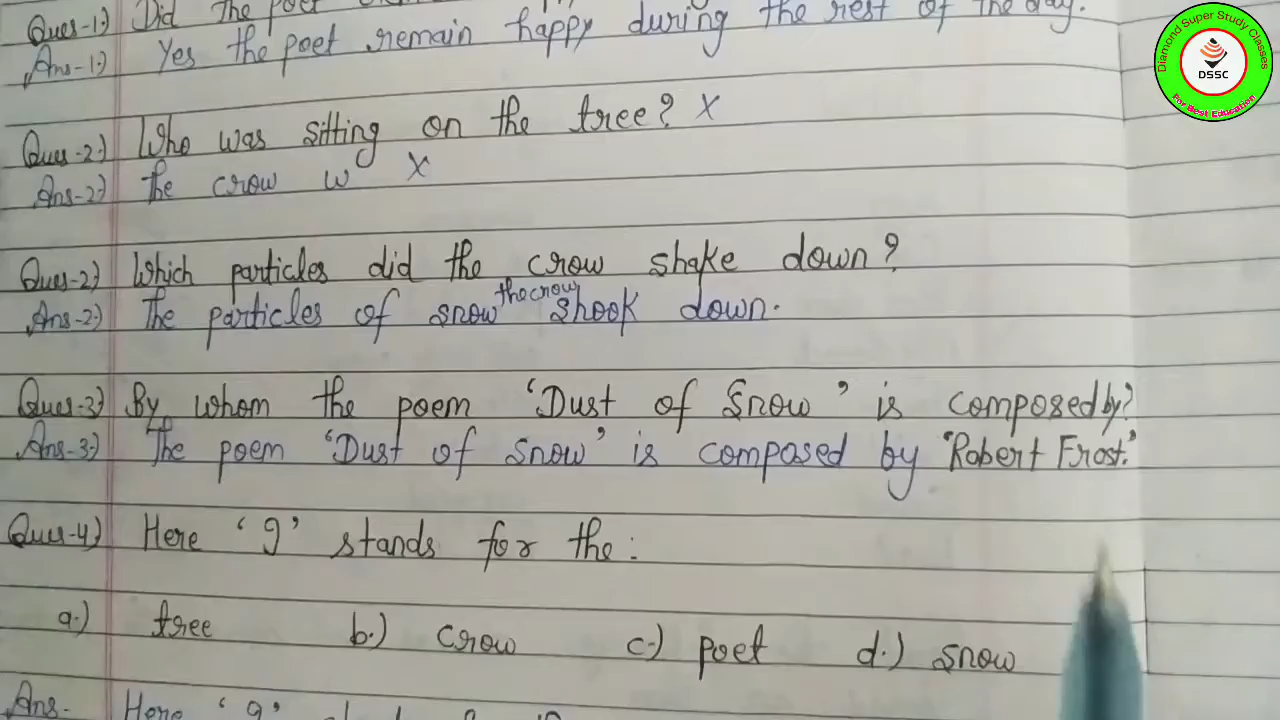 Ques-1:) Did the poet
Ans-1:) Yes the poet remain happy during the rest of the day.
Ques-2:) Who was sitting on the tree? x
Ans-2:) The crow w x
Ques-2:) Which particles did the crow shake down?
Ans-2:) The particles of snow the crow shook down.
Ques-3:) By whom the poem 'Dust of Snow' is composed by?
Ans-3:) The poem 'Dust of Snow' is composed by 'Robert Frost.'
Ques-4:) Here 'I' stands for the:
a.) tree b.) crow c.) poet d.) snow
Ans. Here 'I'
Diamond Super Study Classes
DSSC
For Best Education